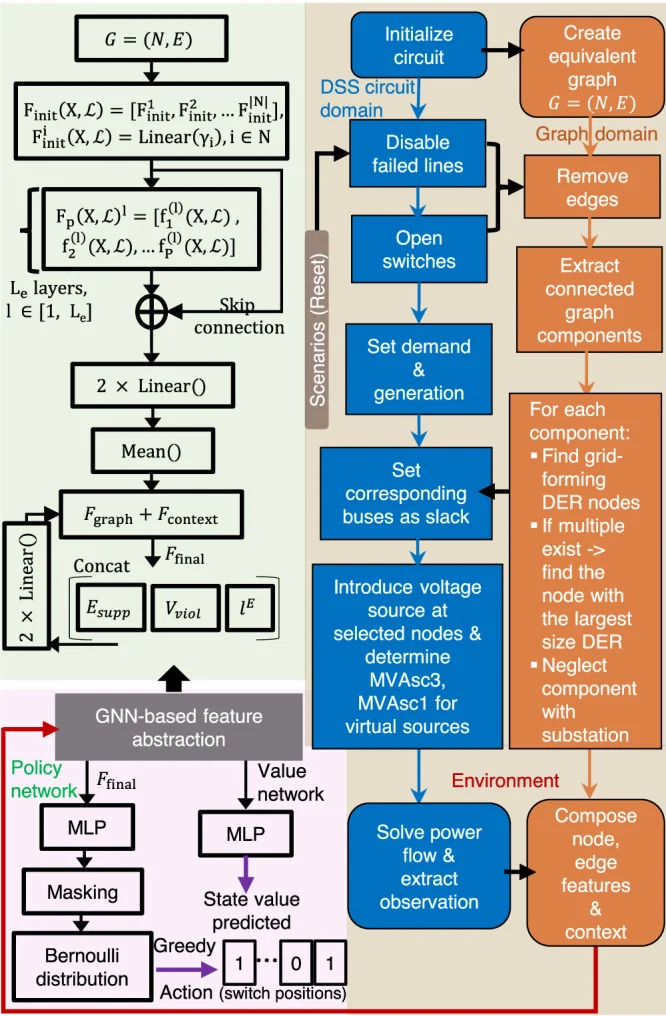 G = (N, E)
F_init(X, ℒ) = [F¹_init, F²_init, … F^|N|_init],
F^i_init(X, ℒ) = Linear(γ_i), i ∈ N
F_p(X, ℒ)^l = [f_1^(l)(X, ℒ) ,
f_2^(l)(X, ℒ), … f_P^(l)(X, ℒ)]
L_e layers,
l ∈ [1, L_e]
Skip
connection
2 × Linear()
Mean()
F_graph + F_context
F_final
2 × Linear()
Concat
E_supp
V_viol
l^E
GNN-based feature
abstraction
Policy
network
F_final
Value
network
MLP
MLP
Masking
State value
predicted
Bernoulli
distribution
Greedy
Action
1 ⋯ 0 1
(switch positions)
Initialize
circuit
DSS circuit
domain
Disable
failed lines
Open
switches
Scenarios (Reset)
Set demand
&
generation
Set
corresponding
buses as slack
Introduce voltage
source at
selected nodes &
determine
MVAsc3,
MVAsc1 for
virtual sources
Environment
Solve power
flow &
extract
observation
Create
equivalent
graph
G = (N, E)
Graph domain
Remove
edges
Extract
connected
graph
components
For each
component:
▪ Find grid-
forming
DER nodes
▪ If multiple
exist ->
find the
node with
the largest
size DER
▪ Neglect
component
with
substation
Compose
node,
edge
features
&
context